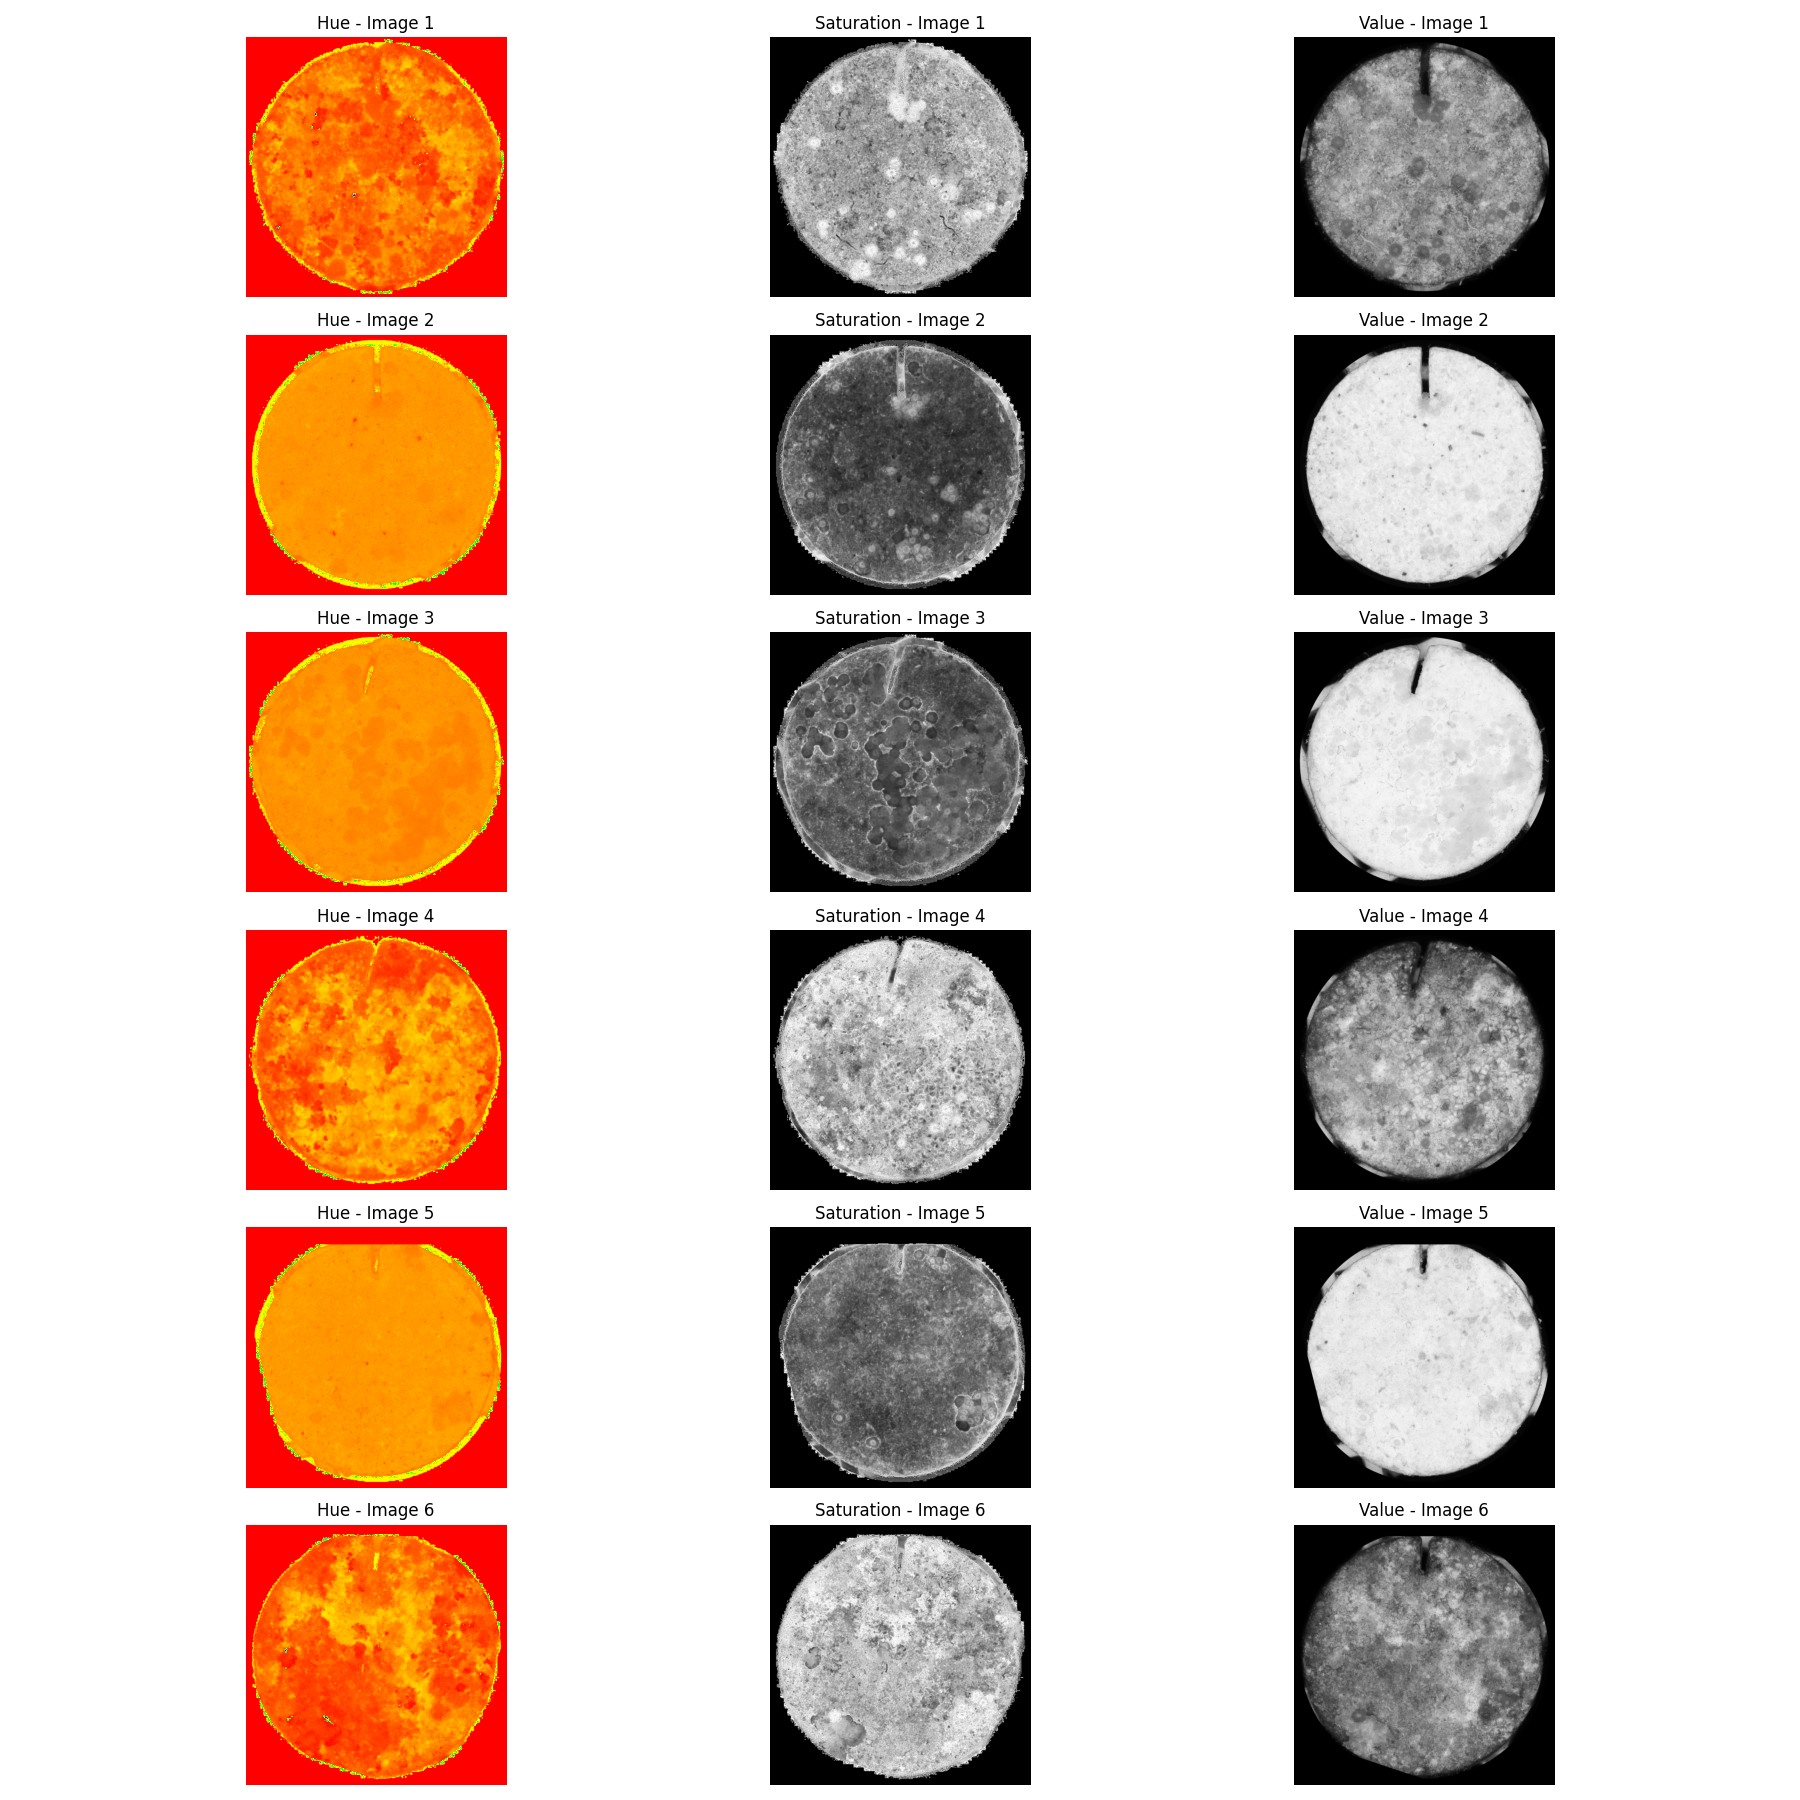 Hue - Image 1
Saturation - Image 1
Value - Image 1
Hue - Image 2
Saturation - Image 2
Value - Image 2
Hue - Image 3
Saturation - Image 3
Value - Image 3
Hue - Image 4
Saturation - Image 4
Value - Image 4
Hue - Image 5
Saturation - Image 5
Value - Image 5
Hue - Image 6
Saturation - Image 6
Value - Image 6